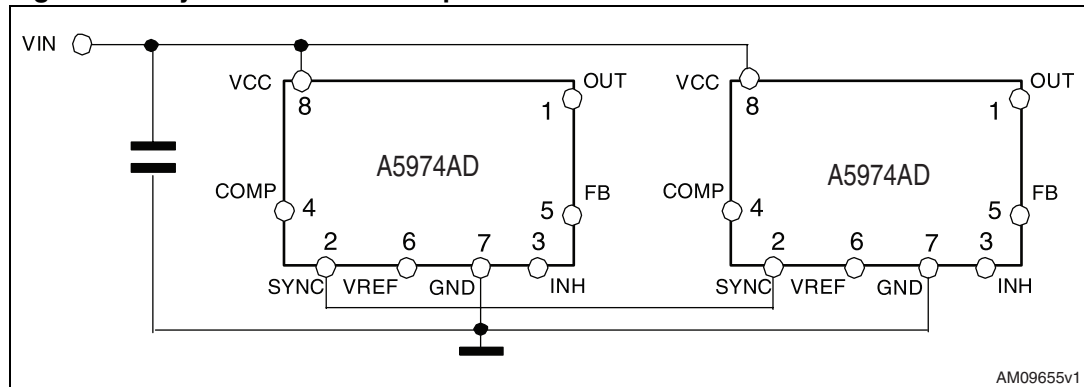 VIN
VCC
8
OUT
1
A5974AD
COMP
4
FB
5
2
6
7
3
SYNC
VREF
GND
INH
VCC
8
OUT
1
A5974AD
COMP
4
FB
5
2
6
7
3
SYNC
VREF
GND
INH
AM09655v1